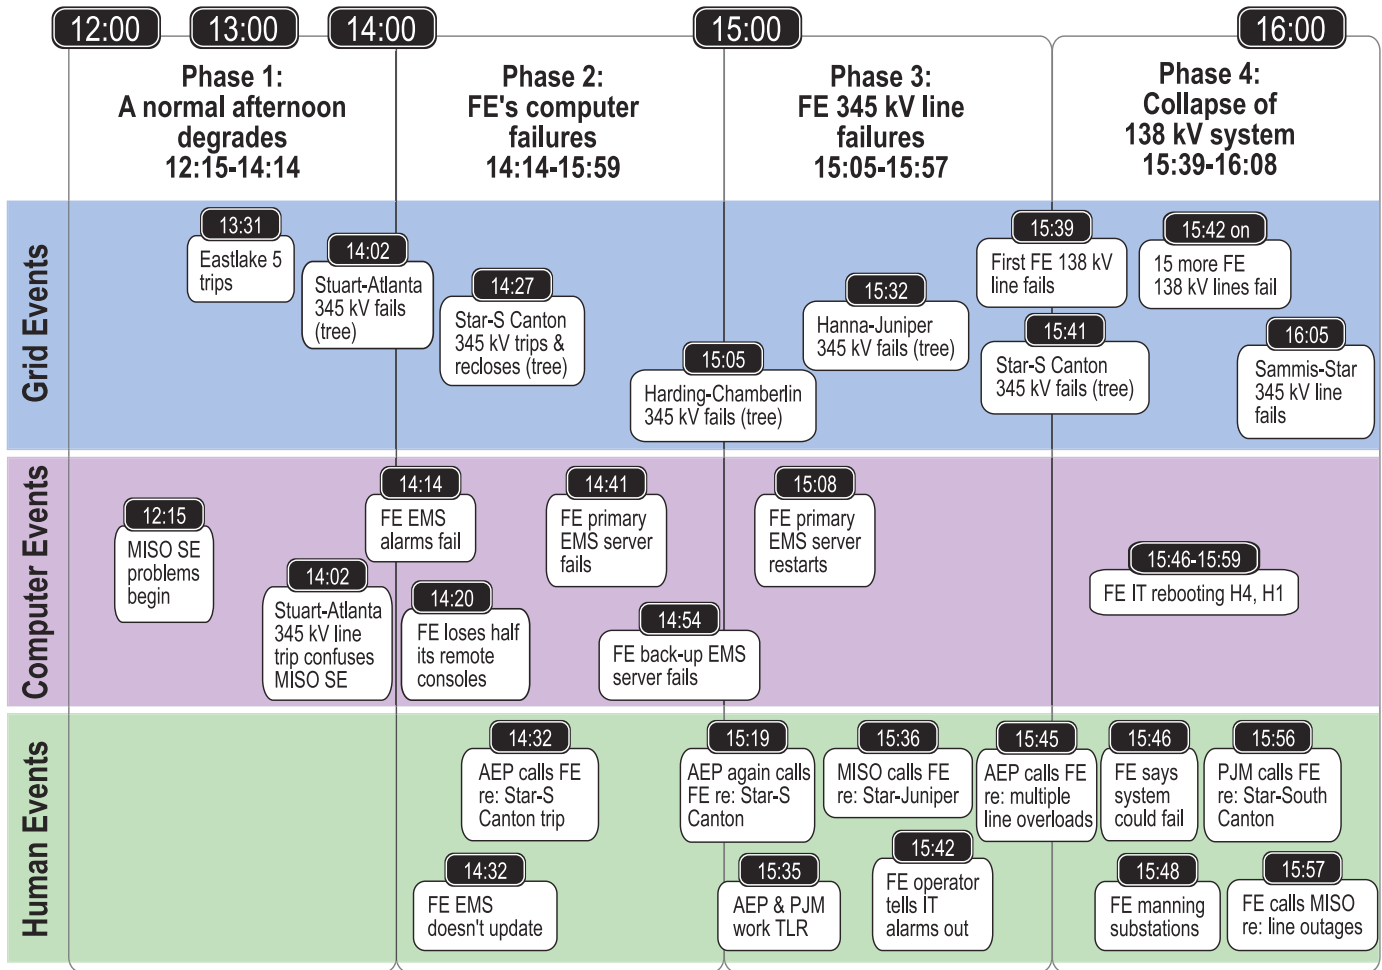 12:00
13:00
14:00
15:00
16:00
Phase 1:
A normal afternoon
degrades
12:15-14:14
Phase 2:
FE's computer
failures
14:14-15:59
Phase 3:
FE 345 kV line
failures
15:05-15:57
Phase 4:
Collapse of
138 kV system
15:39-16:08
Grid Events
13:31
Eastlake 5
trips
14:02
Stuart-Atlanta
345 kV fails
(tree)
14:27
Star-S Canton
345 kV trips &
recloses (tree)
15:05
Harding-Chamberlin
345 kV fails (tree)
15:32
Hanna-Juniper
345 kV fails (tree)
15:39
First FE 138 kV
line fails
15:41
Star-S Canton
345 kV fails (tree)
15:42 on
15 more FE
138 kV lines fail
16:05
Sammis-Star
345 kV line
fails
Computer Events
12:15
MISO SE
problems
begin
14:02
Stuart-Atlanta
345 kV line
trip confuses
MISO SE
14:14
FE EMS
alarms fail
14:20
FE loses half
its remote
consoles
14:41
FE primary
EMS server
fails
14:54
FE back-up EMS
server fails
15:08
FE primary
EMS server
restarts
15:46-15:59
FE IT rebooting H4, H1
Human Events
14:32
AEP calls FE
re: Star-S
Canton trip
14:32
FE EMS
doesn't update
15:19
AEP again calls
FE re: Star-S
Canton
15:35
AEP & PJM
work TLR
15:36
MISO calls FE
re: Star-Juniper
15:42
FE operator
tells IT
alarms out
15:45
AEP calls FE
re: multiple
line overloads
15:46
FE says
system
could fail
15:48
FE manning
substations
15:56
PJM calls FE
re: Star-South
Canton
15:57
FE calls MISO
re: line outages